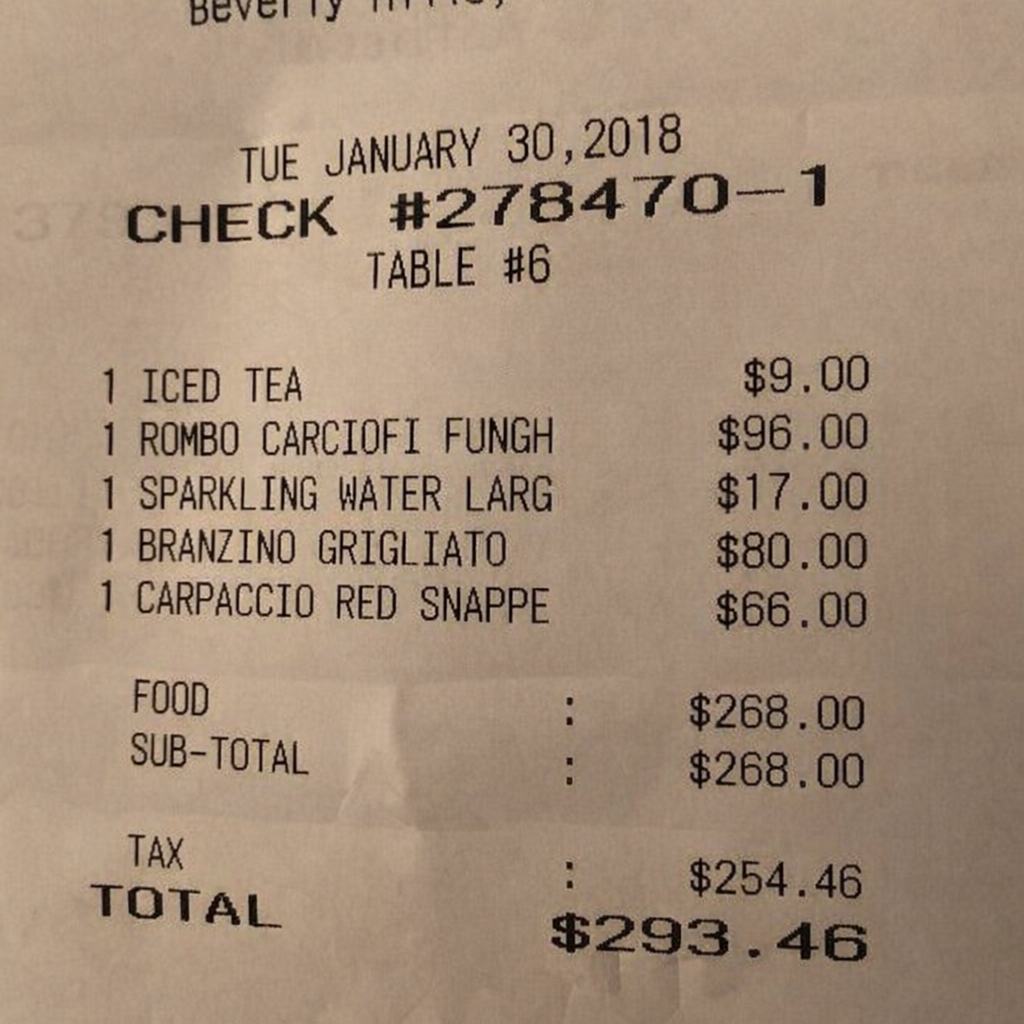 Beverly
TUE JANUARY 30,2018
CHECK #278470-1
TABLE #6
1 ICED TEA $9.00
1 ROMBO CARCIOFI FUNGH $96.00
1 SPARKLING WATER LARG $17.00
1 BRANZINO GRIGLIATO $80.00
1 CARPACCIO RED SNAPPE $66.00
FOOD : $268.00
SUB-TOTAL : $268.00
TAX : $254.46
TOTAL $293.46